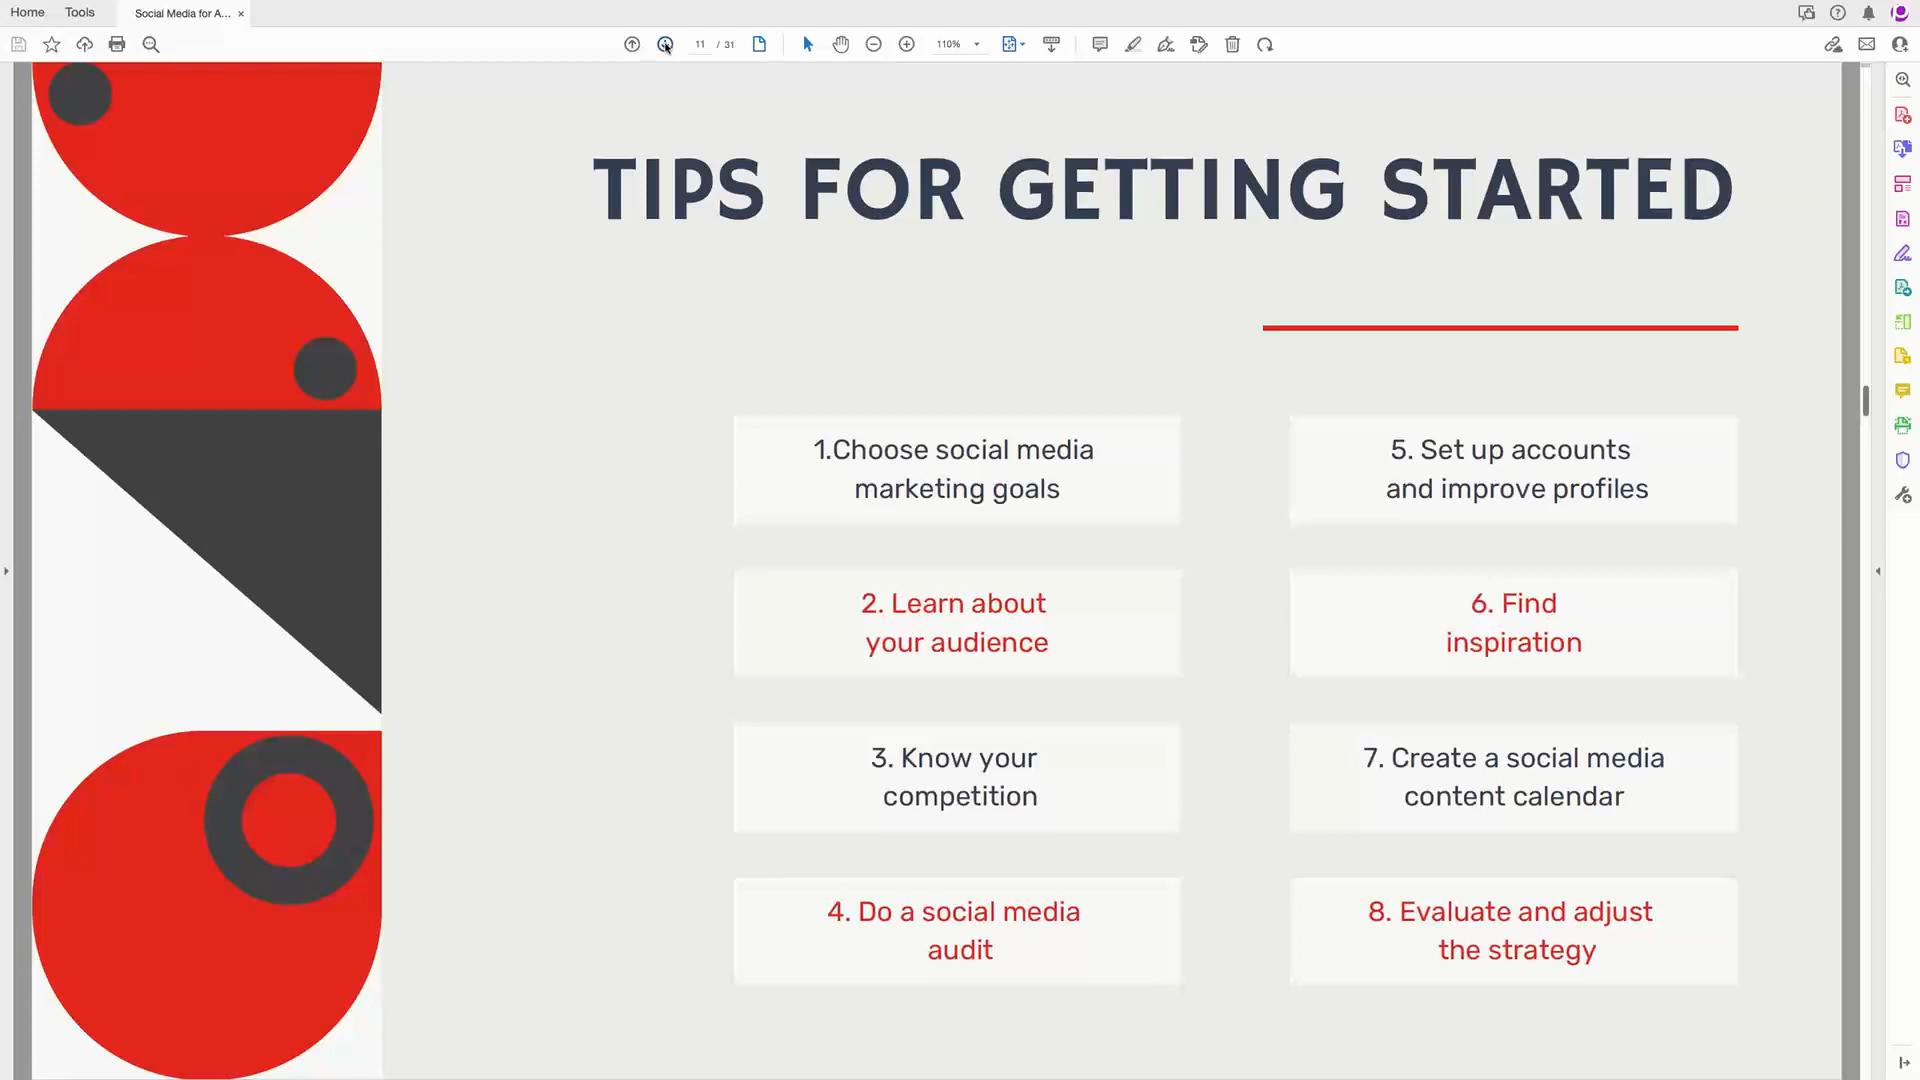 Home
Tools
Social Media for A...
11 / 31
110%
TIPS FOR GETTING STARTED
1.Choose social media
marketing goals
2. Learn about
your audience
3. Know your
competition
4. Do a social media
audit
5. Set up accounts
and improve profiles
6. Find
inspiration
7. Create a social media
content calendar
8. Evaluate and adjust
the strategy